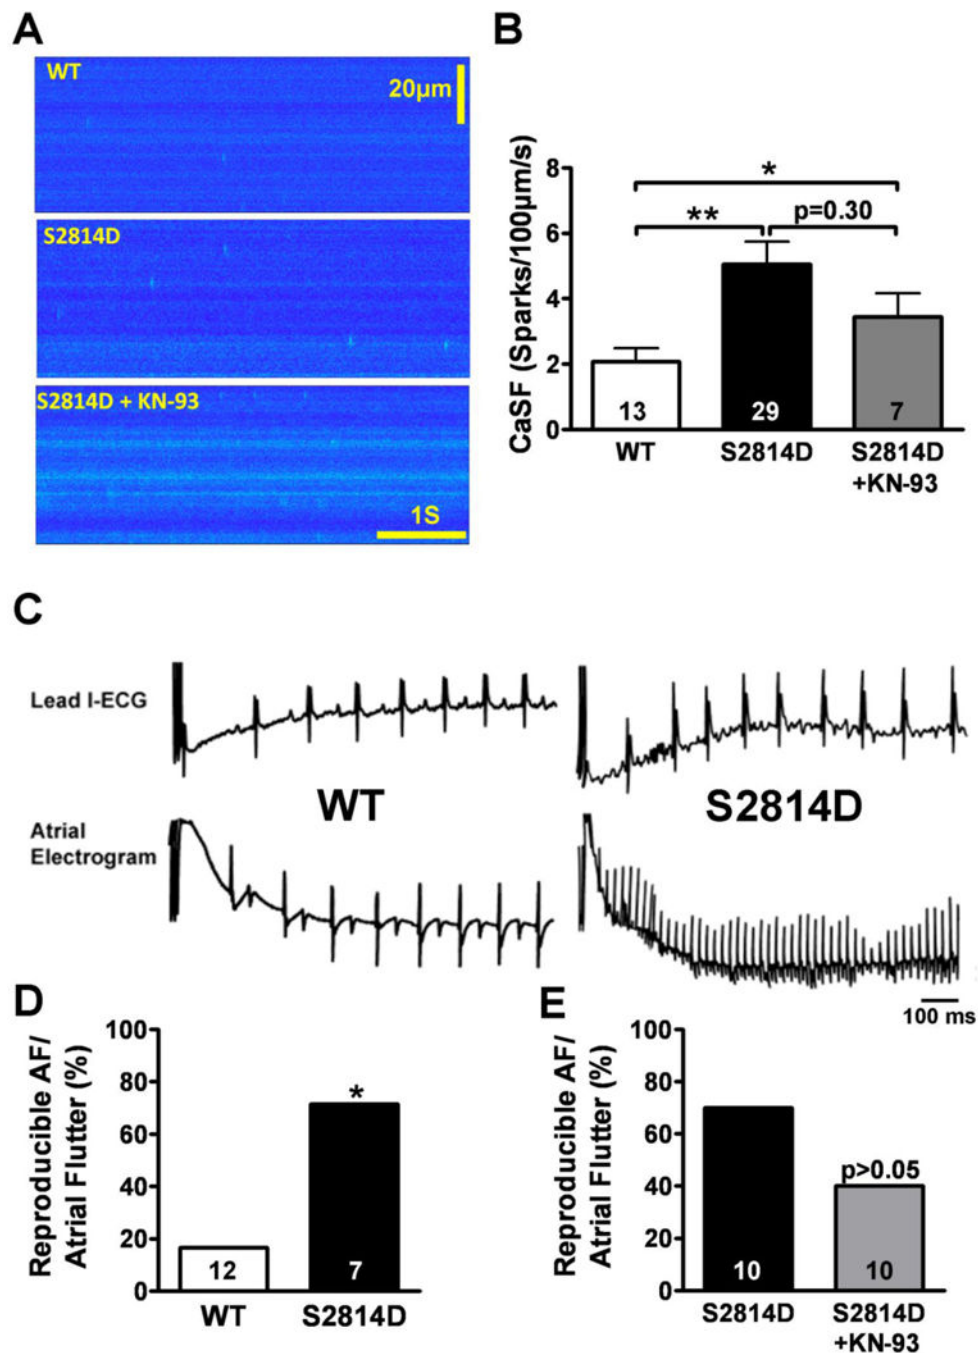 A
WT
20μm
S2814D
S2814D + KN-93
1S
B
CaSF (Sparks/100μm/s)
8
6
4
2
0
*
**
p=0.30
13
29
7
WT
S2814D
S2814D
+KN-93
C
Lead I-ECG
WT
S2814D
Atrial
Electrogram
100 ms
D
Reproducible AF/
Atrial Flutter (%)
100
80
60
40
20
0
*
12
7
WT
S2814D
E
Reproducible AF/
Atrial Flutter (%)
100
80
60
40
20
0
p>0.05
10
10
S2814D
S2814D
+KN-93